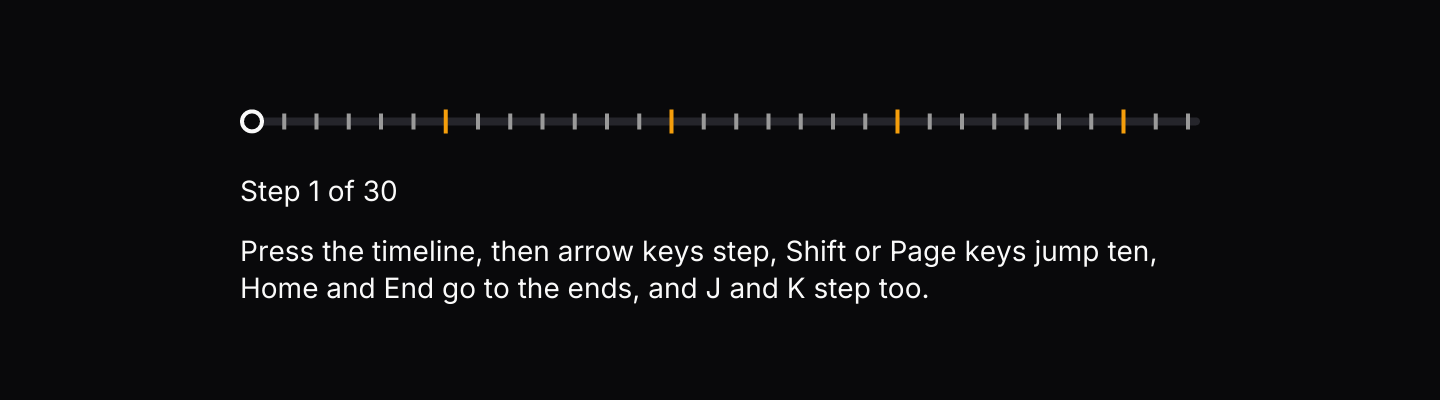 Step 1 of 30
Press the timeline, then arrow keys step, Shift or Page keys jump ten,
Home and End go to the ends, and J and K step too.